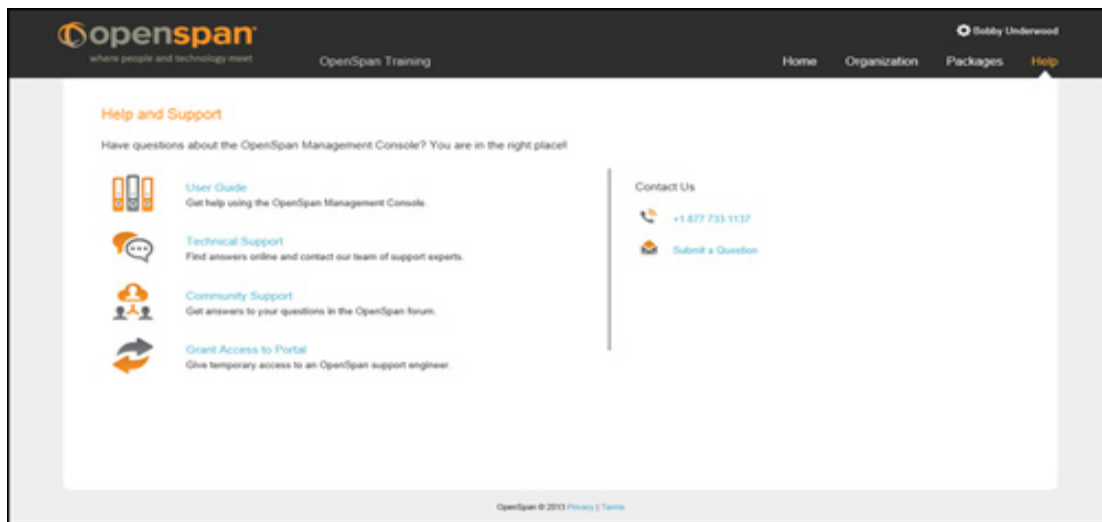 openspan
Bobby Underwood
where people and technology meet
OpenSpan Training
Home Organization Packages Help
Help and Support
Have questions about the OpenSpan Management Console? You are in the right place!
User Guide
Get help using the OpenSpan Management Console.
Technical Support
Find answers online and contact our team of support experts.
Community Support
Get answers to your questions in the OpenSpan forum.
Grant Access to Portal
Give temporary access to an OpenSpan support engineer.
Contact Us
+1 877 733-1137
Submit a Question
OpenSpan © 2013 Privacy | Terms